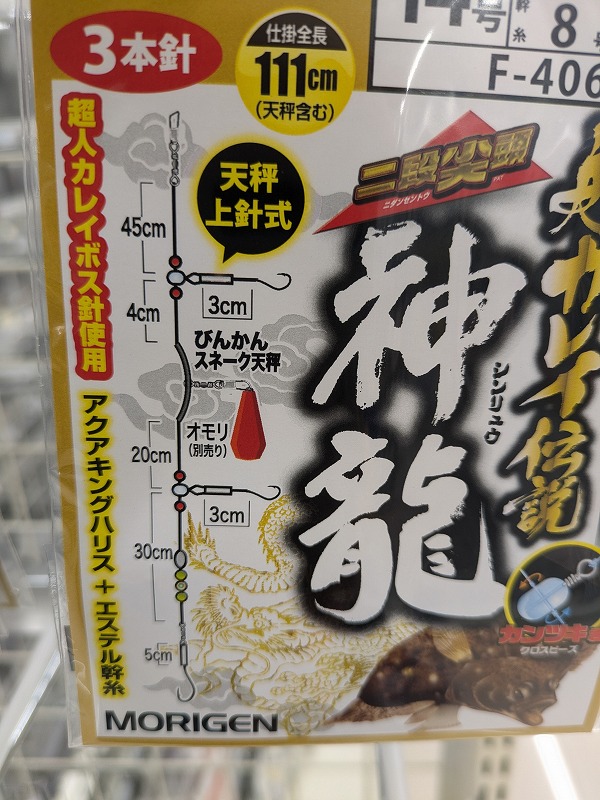 14号
幹糸 8
F-406
3本針
仕掛全長
111cm
(天秤含む)
超人カレイボス針使用
アクアキングハリス + エステル幹糸
天秤
上針式
45cm
3cm
4cm
びんかん
スネーク天秤
オモリ
(別売り)
20cm
3cm
30cm
5cm
二段尖頭
ニダンセントウ
PAT
カレイ伝説
神龍
シンリュウ
カンツキ
クロスビーズ
MORIGEN